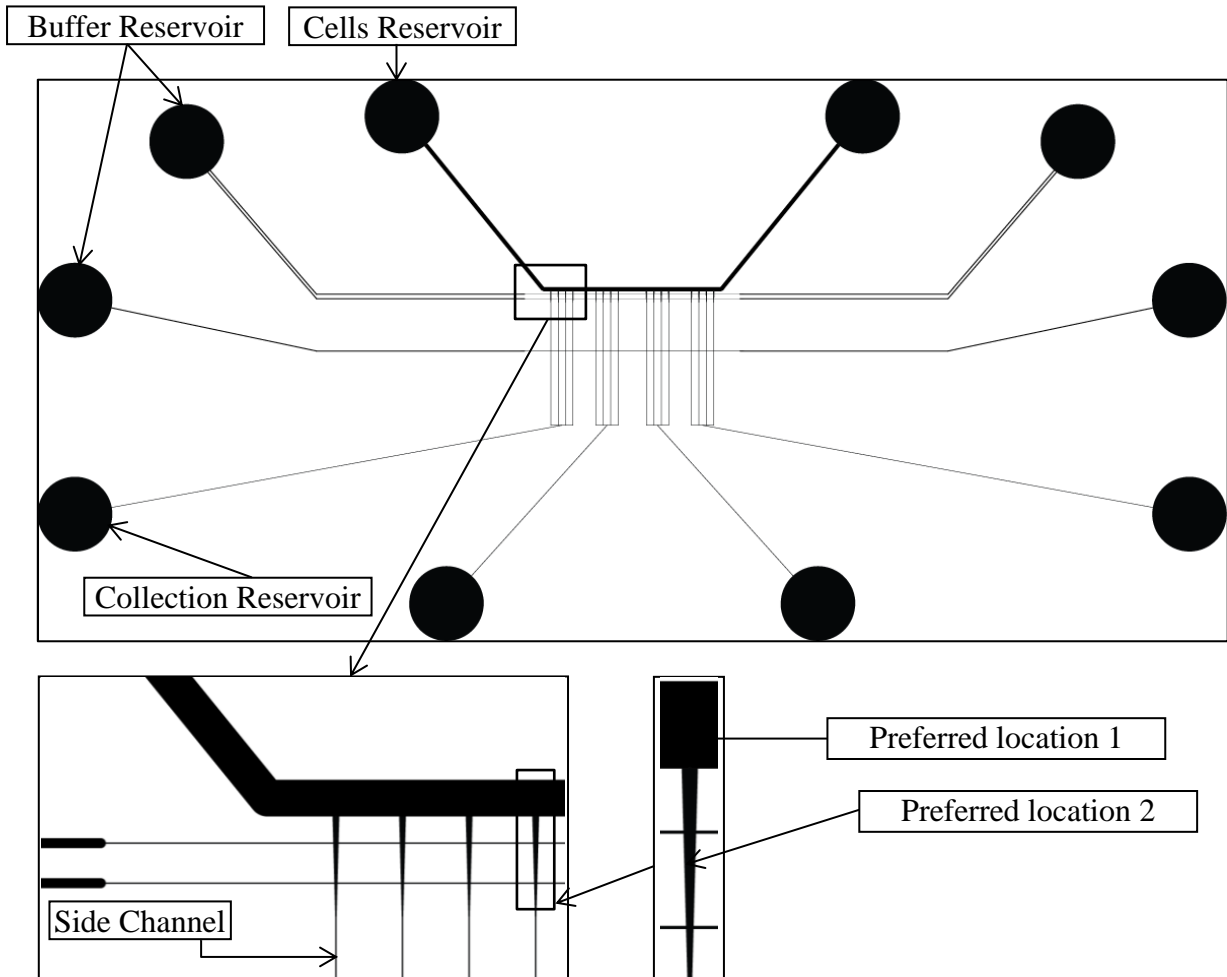 Buffer Reservoir
Cells Reservoir
Collection Reservoir
Preferred location 1
Preferred location 2
Side Channel